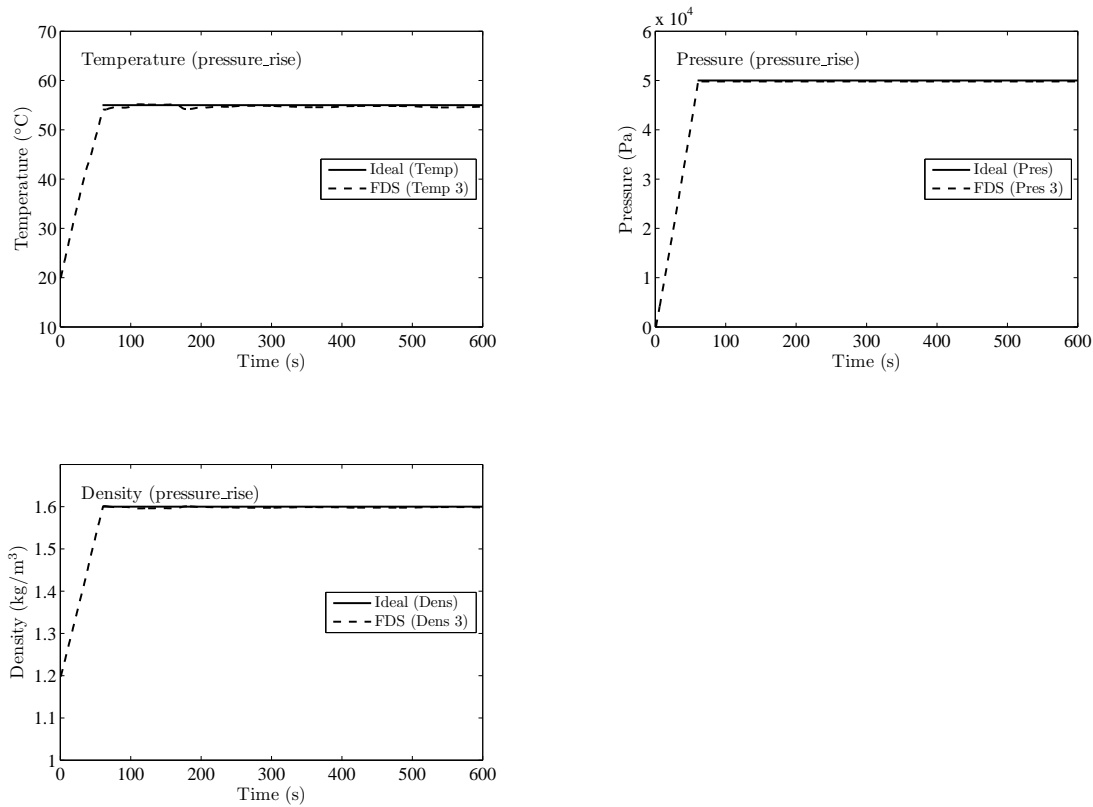 70
60
50
40
30
20
10
Temperature (°C)
Temperature (pressure_rise)
Ideal (Temp)
FDS (Temp 3)
0 100 200 300 400 500 600
Time (s)
x 10⁴
6
5
4
3
2
1
0
Pressure (Pa)
Pressure (pressure_rise)
Ideal (Pres)
FDS (Pres 3)
0 100 200 300 400 500 600
Time (s)
1.6
1.5
1.4
1.3
1.2
1.1
1
Density (kg/m³)
Density (pressure_rise)
Ideal (Dens)
FDS (Dens 3)
0 100 200 300 400 500 600
Time (s)